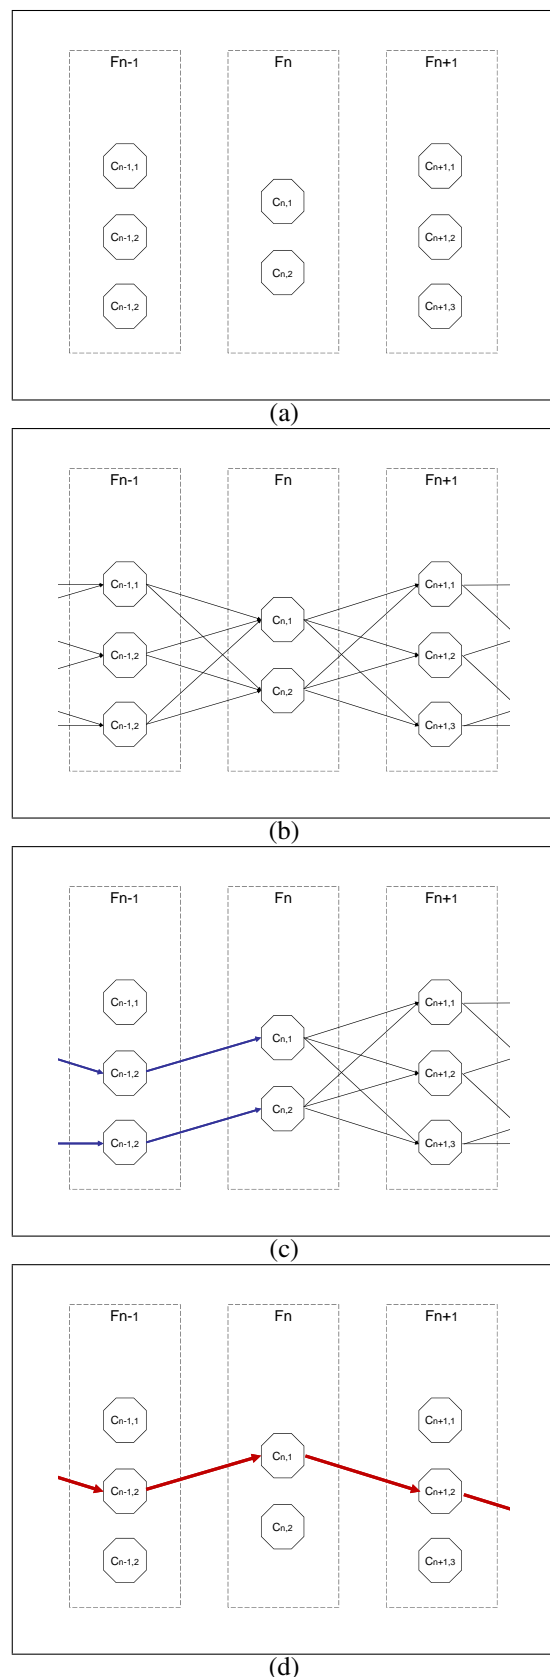 Fn-1 Fn Fn+1
Cn-1,1 Cn+1,1
Cn,1
Cn-1,2 Cn+1,2
Cn,2
Cn-1,2 Cn+1,3
(a)
Fn-1 Fn Fn+1
Cn-1,1 Cn+1,1
Cn,1
Cn-1,2 Cn+1,2
Cn,2
Cn-1,2 Cn+1,3
(b)
Fn-1 Fn Fn+1
Cn-1,1 Cn+1,1
Cn,1
Cn-1,2 Cn+1,2
Cn,2
Cn-1,2 Cn+1,3
(c)
Fn-1 Fn Fn+1
Cn-1,1 Cn+1,1
Cn,1
Cn-1,2 Cn+1,2
Cn,2
Cn-1,2 Cn+1,3
(d)